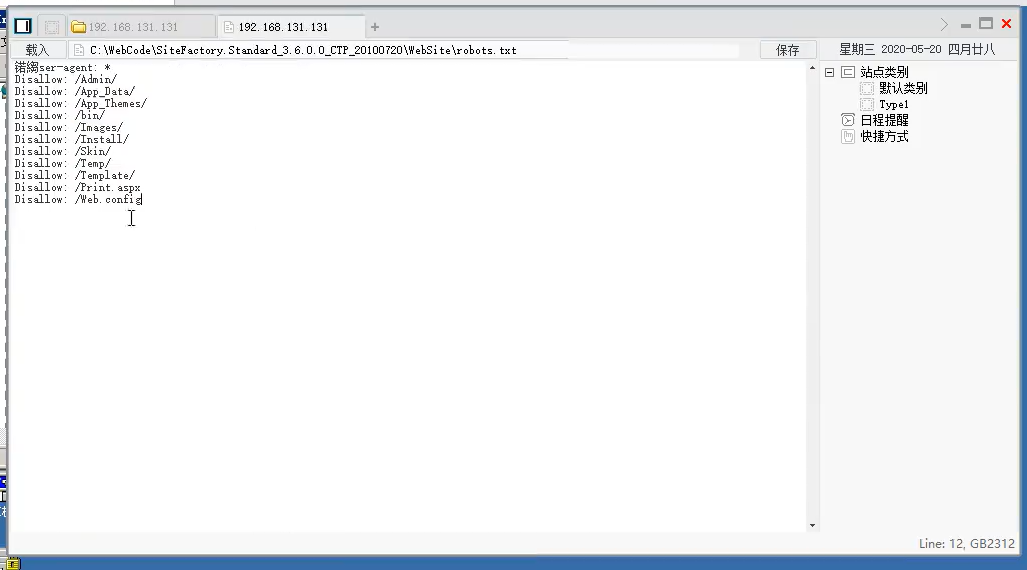 192.168.131.131
192.168.131.131
载入
C:\WebCode\SiteFactory.Standard_3.6.0.0_CTP_20100720\WebSite\robots.txt
保存
星期三 2020-05-20 四月廿八
锘縐ser-agent: *
Disallow: /Admin/
Disallow: /App_Data/
Disallow: /App_Themes/
Disallow: /bin/
Disallow: /Images/
Disallow: /Install/
Disallow: /Skin/
Disallow: /Temp/
Disallow: /Template/
Disallow: /Print.aspx
Disallow: /Web.config
站点类别
默认类别
Type1
日程提醒
快捷方式
Line: 12, GB2312